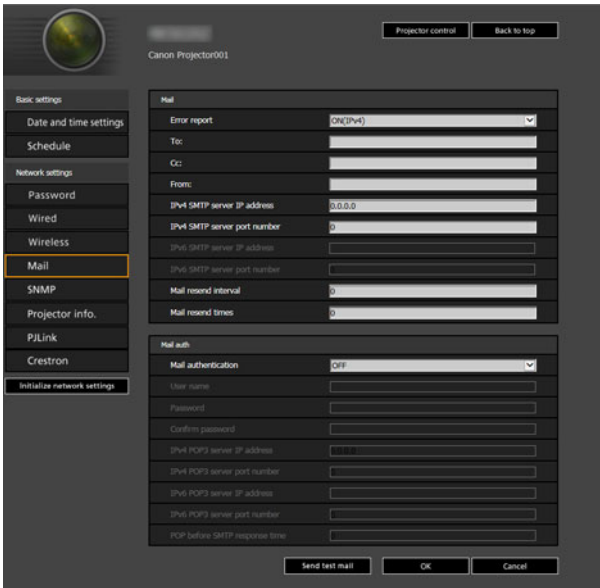 Projector control
Back to top
Canon Projector001
Basic settings
Date and time settings
Schedule
Network settings
Password
Wired
Wireless
Mail
SNMP
Projector info.
PJLink
Crestron
Initialize network settings
Mail
Error report ON(IPv4)
To:
Cc:
From:
IPv4 SMTP server IP address 0.0.0.0
IPv4 SMTP server port number 0
IPv6 SMTP server IP address
IPv6 SMTP server port number
Mail resend interval 0
Mail resend times 0
Mail auth
Mail authentication OFF
User name
Password
Confirm password
IPv4 POP3 server IP address 0.0.0.0
IPv4 POP3 server port number
IPv6 POP3 server IP address
IPv6 POP3 server port number
POP before SMTP response time
Send test mail
OK
Cancel